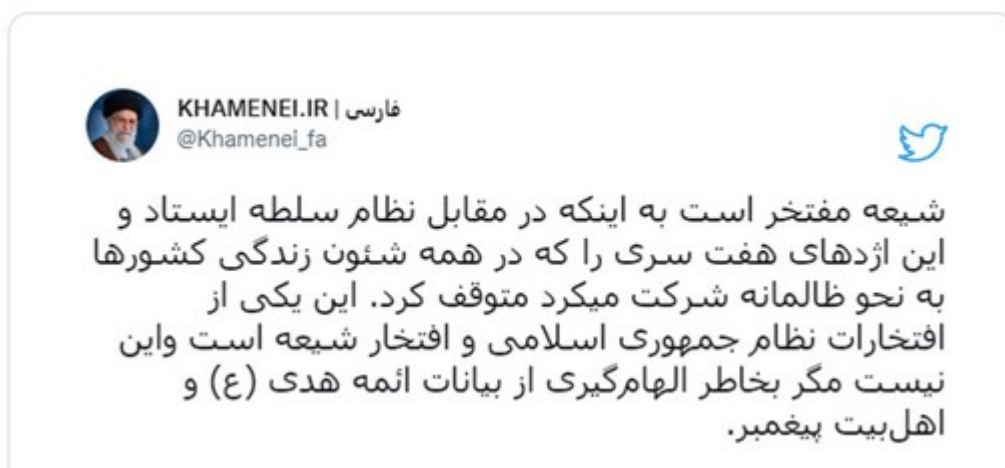 KHAMENEI.IR | فارسی
@Khamenei_fa
شیعه مفتخر است به اینکه در مقابل نظام سلطه ایستاد و
این اژدهای هفت سری را که در همه شئون زندگی کشورها
به نحو ظالمانه شرکت میکرد متوقف کرد. این یکی از
افتخارات نظام جمهوری اسلامی و افتخار شیعه است واین
نیست مگر بخاطر الهام‌گیری از بیانات ائمه هدی (ع) و
اهل‌بیت پیغمبر.